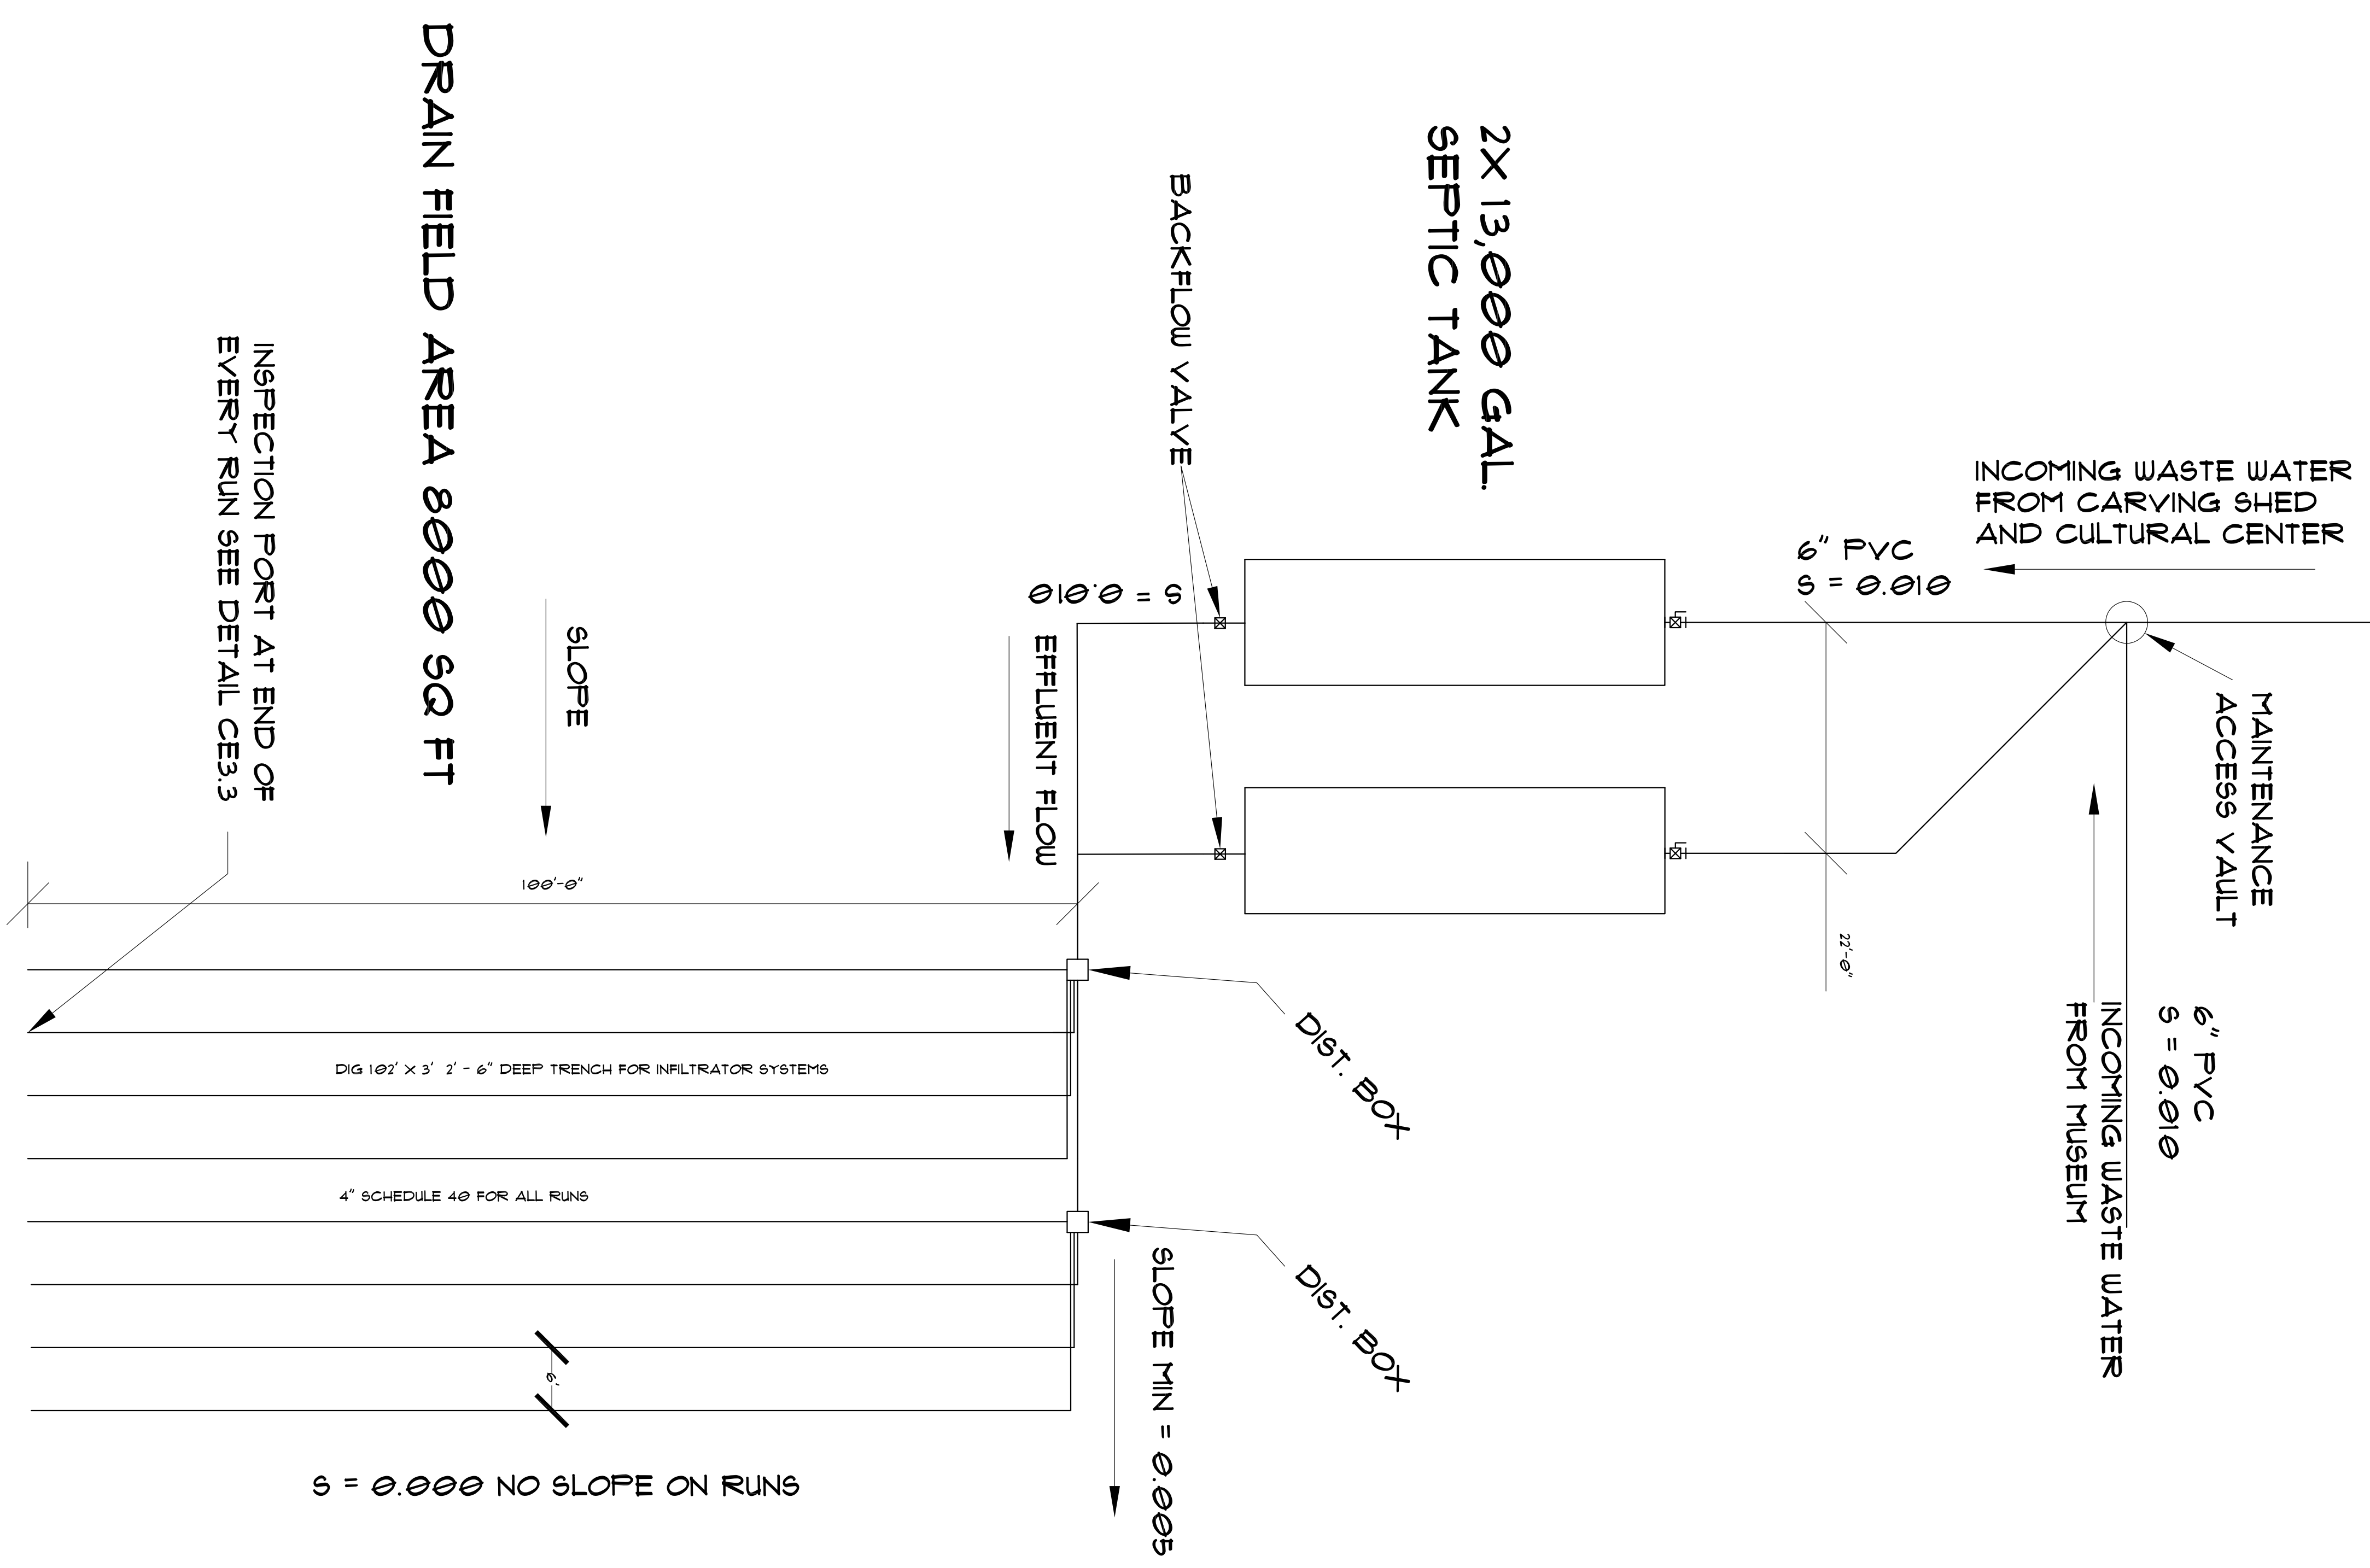 DRAIN FIELD AREA 8000 SQ FT
2X 13,000 GAL.
SEPTIC TANK
BACKFLOW VALVE
INSPECTION PORT AT END OF
EVERY RUN SEE DETAIL CE3.3
INCOMING WASTE WATER
FROM CARVING SHED
AND CULTURAL CENTER
6" PVC
S = 0.010
S = 0.010
SLOPE
EFFLUENT FLOW
MAINTENANCE
ACCESS VAULT
100'-0"
22'-0"
6" PVC
S = 0.010
INCOMING WASTE WATER
FROM MUSEUM
DIST. BOX
DIG 102' X 3' 2' - 6" DEEP TRENCH FOR INFILTRATOR SYSTEMS
4" SCHEDULE 40 FOR ALL RUNS
DIST. BOX
SLOPE MIN = 0.005
6'
S = 0.000 NO SLOPE ON RUNS